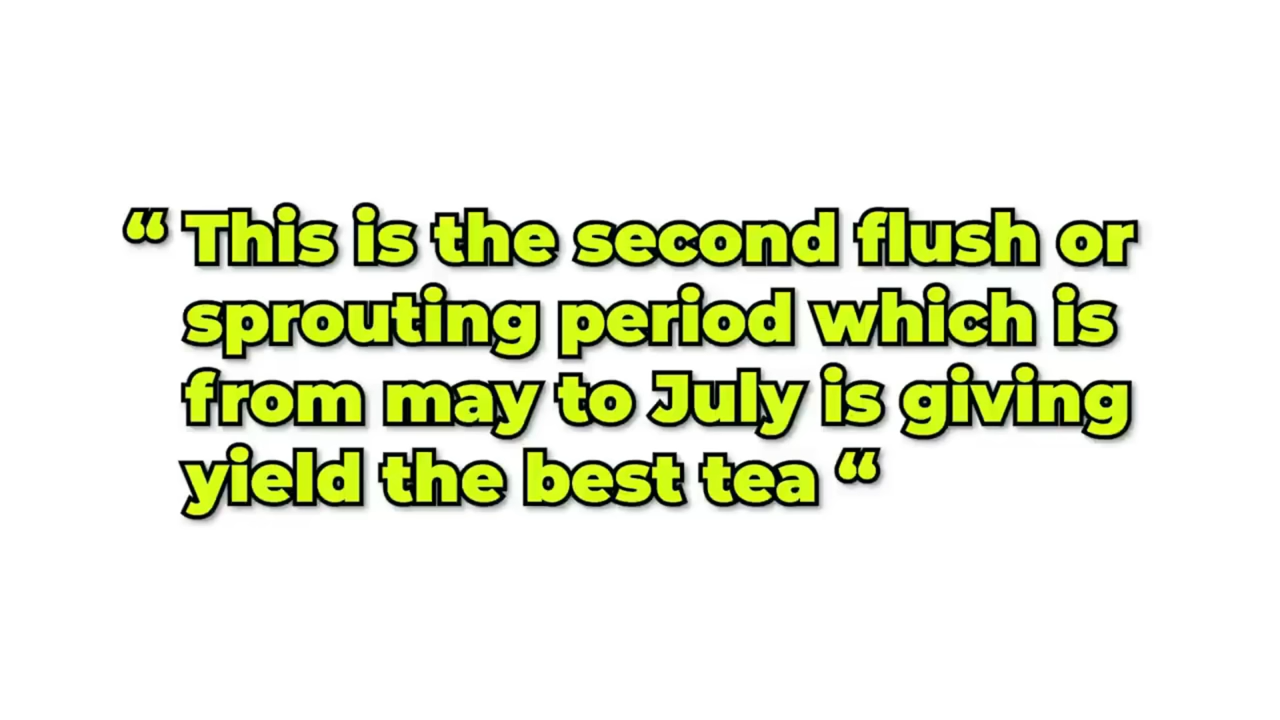 “ This is the second flush or
sprouting period which is
from may to July is giving
yield the best tea “